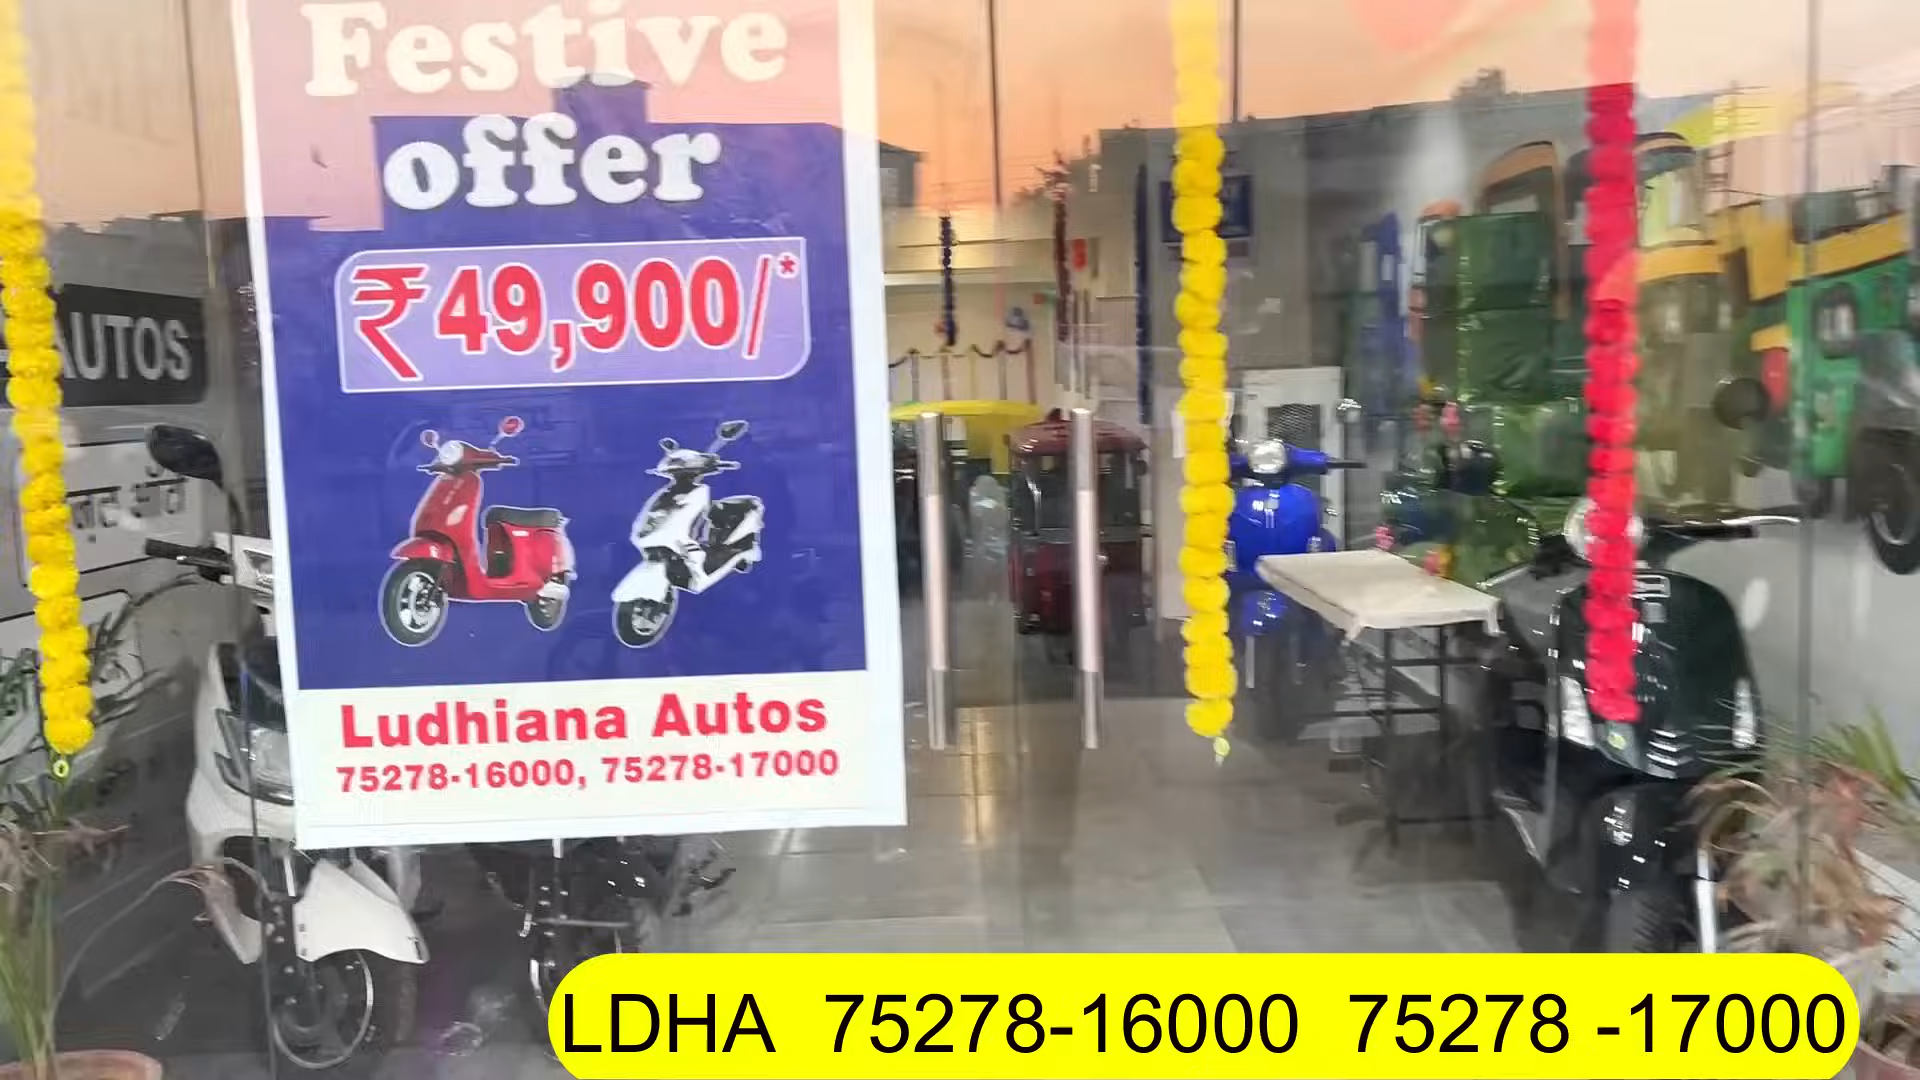 Festive
offer
₹49,900/*
Ludhiana Autos
75278-16000, 75278-17000
AUTOS
LDHA 75278-16000 75278 -17000